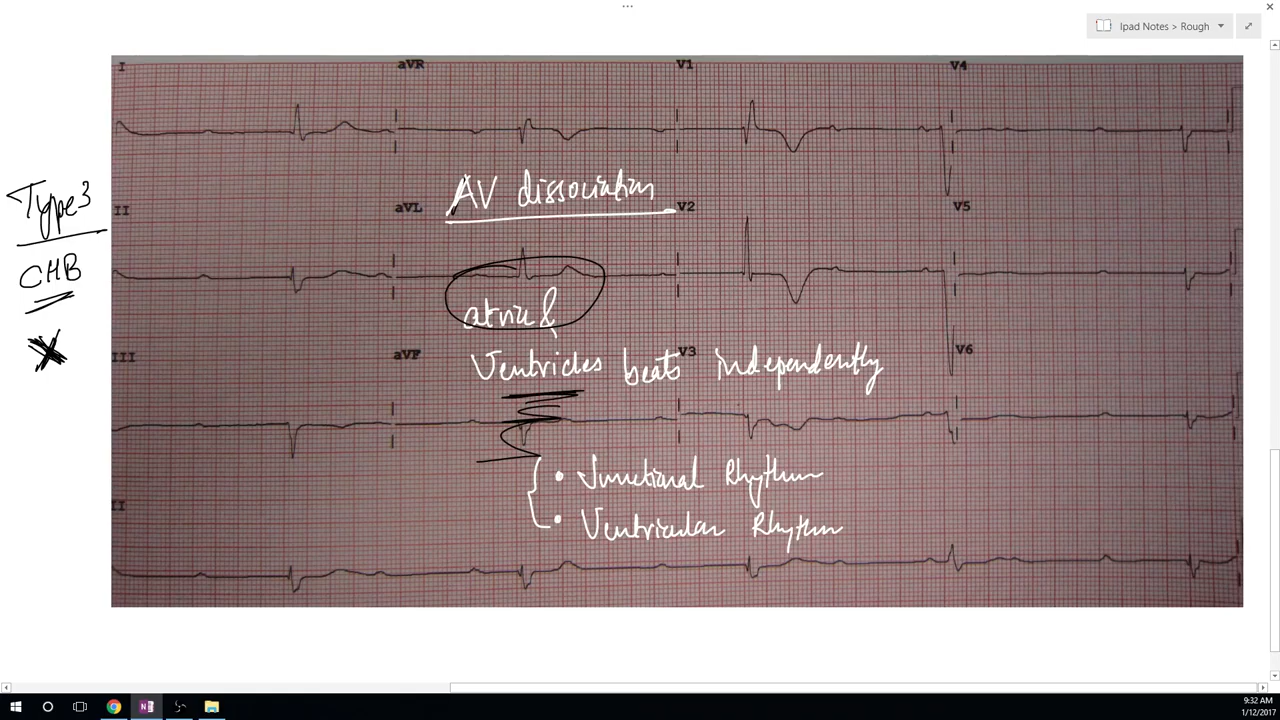 Ipad Notes > Rough
I aVR V1 V4
AV dissociation
Type 3
CHB
II aVL V2 V5
atria &
Ventricles beats independently
III aVF V3 V6
• Junctional Rhythm
• Ventricular Rhythm
II
9:32 AM
1/12/2017